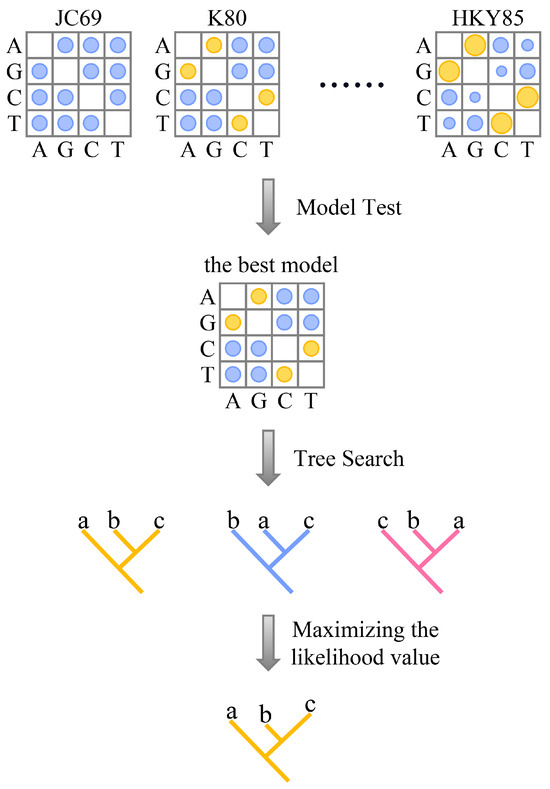 JC69 K80 HKY85
A A A
G G G
C C ...... C
T T T
A G C T A G C T A G C T
Model Test
the best model
A
G
C
T
A G C T
Tree Search
a b c b a c c b a
Maximizing the
likelihood value
a b c